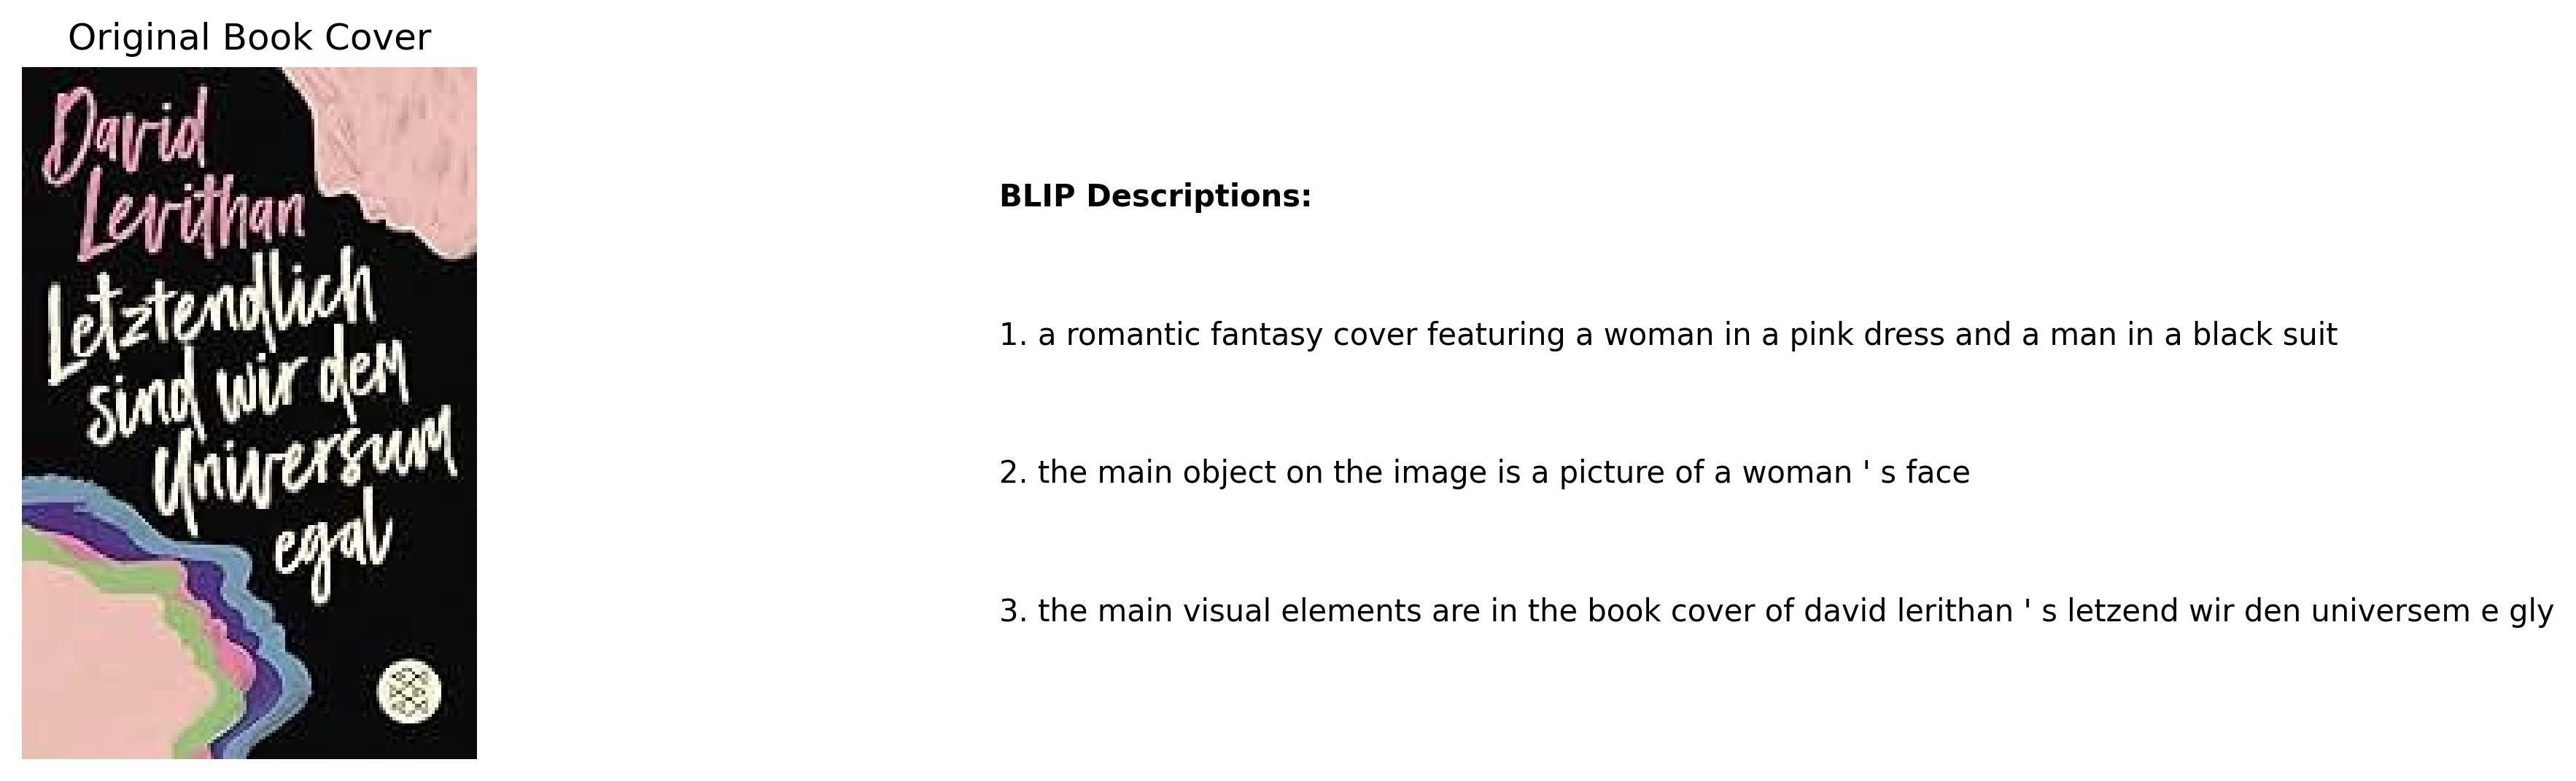 Original Book Cover
David
Levithan
Letztendlich
sind wir dem
Universum
egal
BLIP Descriptions:
1. a romantic fantasy cover featuring a woman in a pink dress and a man in a black suit
2. the main object on the image is a picture of a woman ' s face
3. the main visual elements are in the book cover of david lerithan ' s letzend wir den universem e gly